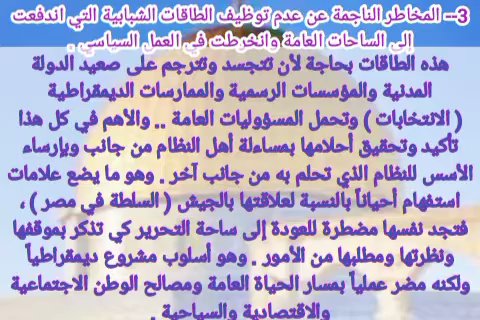 3-- المخاطر الناجمة عن عدم توظيف الطاقات الشبابية التي اندفعت
إلى الساحات العامة وانخرطت في العمل السياسي .
هذه الطاقات بحاجة لأن تتجسد وتترجم على صعيد الدولة
المدنية والمؤسسات الرسمية والممارسات الديمقراطية
( الانتخابات ) وتحمل المسؤوليات العامة .. والأهم في كل هذا
تأكيد وتحقيق أحلامها بمساءلة أهل النظام من جانب وبإرساء
الأسس للنظام الذي تحلم به من جانب آخر . وهو ما يضع علامات
استفهام أحياناً بالنسبة لعلاقتها بالجيش ( السلطة في مصر ) ،
فتجد نفسها مضطرة للعودة إلى ساحة التحرير كي تذكر بموقفها
ونظرتها ومطلبها من الأمور . وهو أسلوب مشروع ديمقراطياً
ولكنه مضر عملياً بمسار الحياة العامة ومصالح الوطن الاجتماعية
والاقتصادية والسياحية .